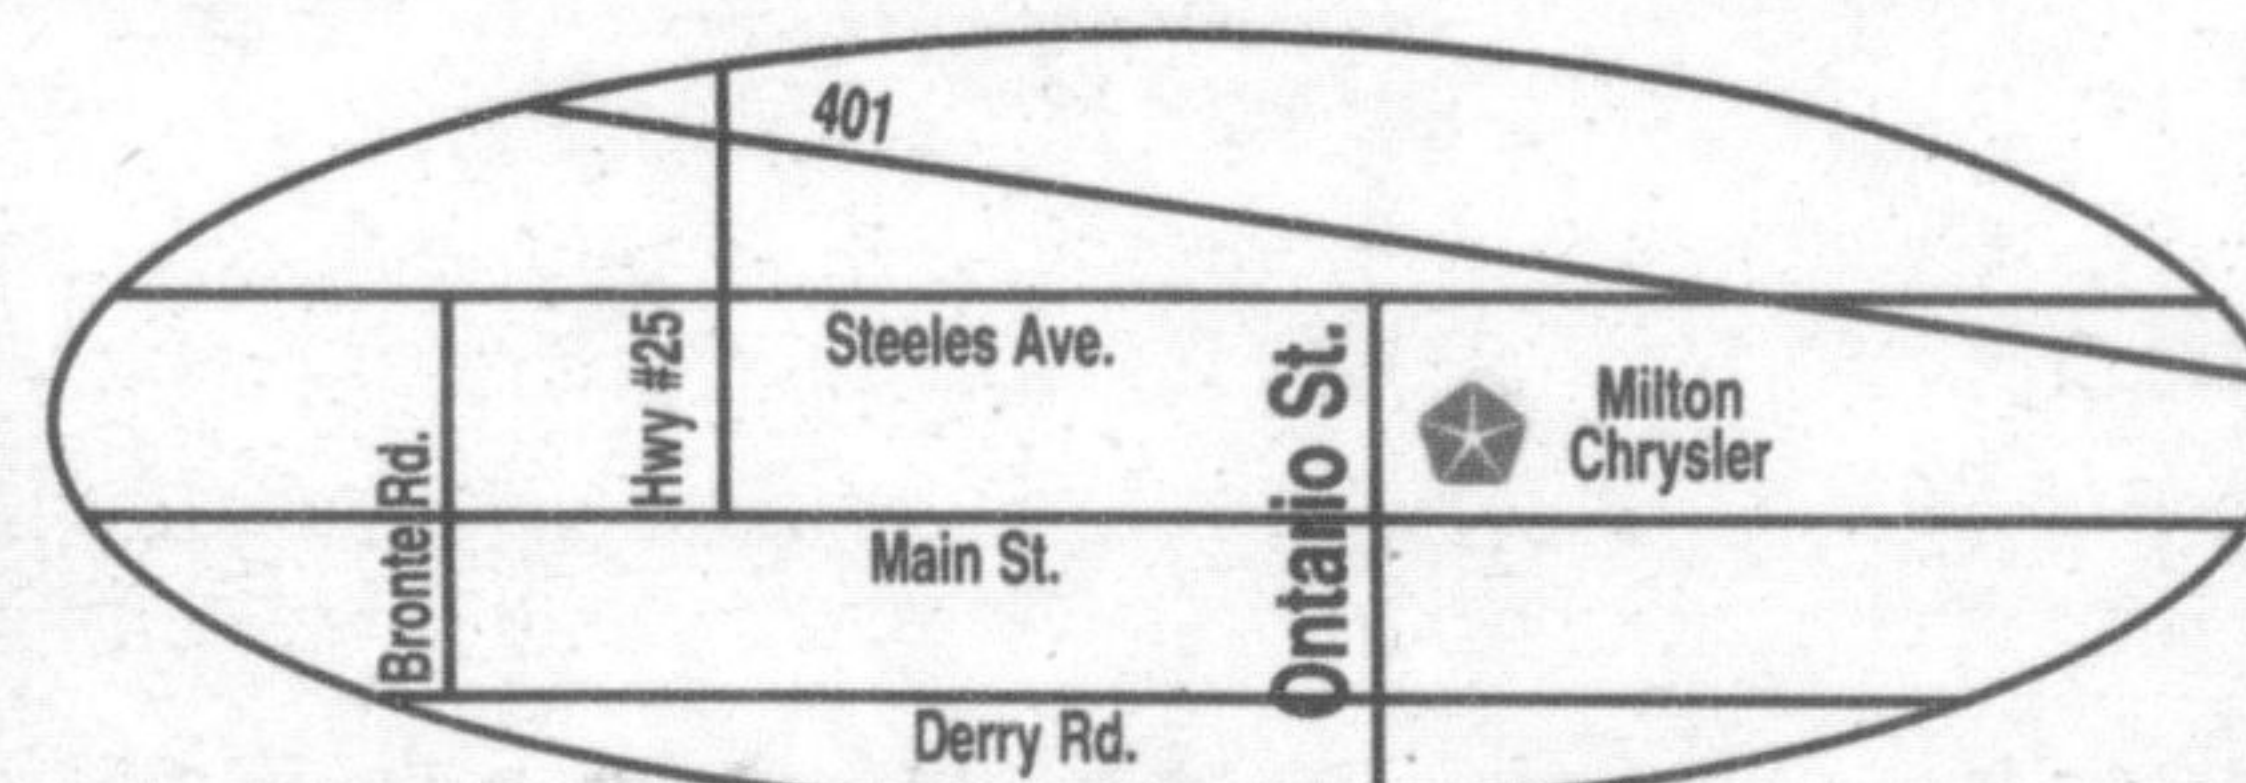 401
Steeles Ave.
Hwy #25
Ontario St.
Milton
Chrysler
Bronte Rd.
Main St.
Derry Rd.